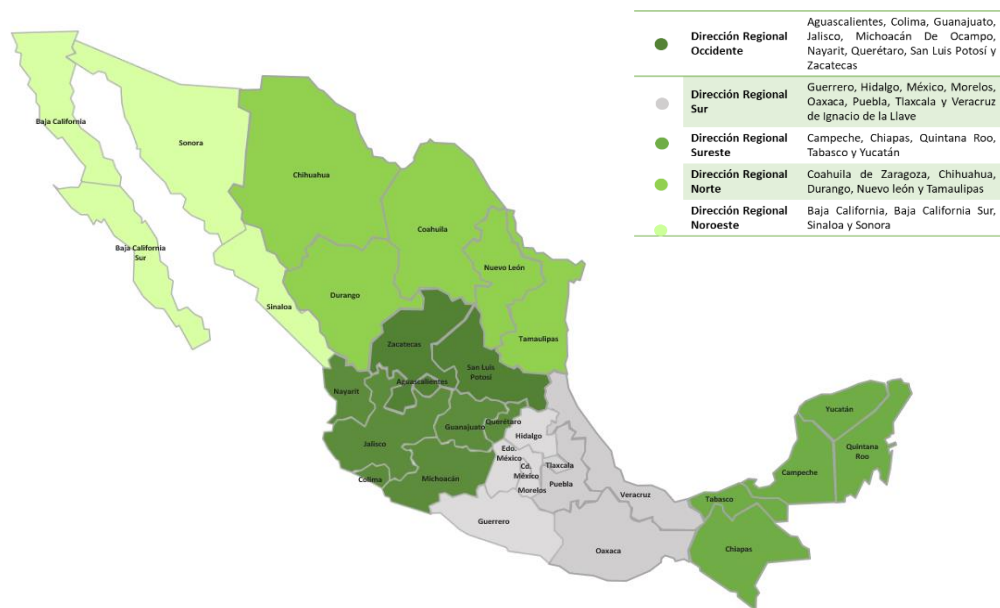 Dirección Regional
Occidente
Aguascalientes, Colima, Guanajuato,
Jalisco, Michoacán De Ocampo,
Nayarit, Querétaro, San Luis Potosí y
Zacatecas
Dirección Regional
Sur
Guerrero, Hidalgo, México, Morelos,
Oaxaca, Puebla, Tlaxcala y Veracruz
de Ignacio de la Llave
Dirección Regional
Sureste
Campeche, Chiapas, Quintana Roo,
Tabasco y Yucatán
Dirección Regional
Norte
Coahuila de Zaragoza, Chihuahua,
Durango, Nuevo león y Tamaulipas
Dirección Regional
Noroeste
Baja California, Baja California Sur,
Sinaloa y Sonora
Baja California
Sonora
Chihuahua
Coahuila
Baja California
Sur
Nuevo León
Sinaloa
Durango
Tamaulipas
Zacatecas
San Luis
Potosí
Aguascalientes
Nayarit
Guanajuato
Querétaro
Hidalgo
Jalisco
Edo.
México
Cd.
México
Tlaxcala
Colima
Michoacán
Morelos
Puebla
Veracruz
Guerrero
Oaxaca
Yucatán
Quintana
Roo
Campeche
Tabasco
Chiapas